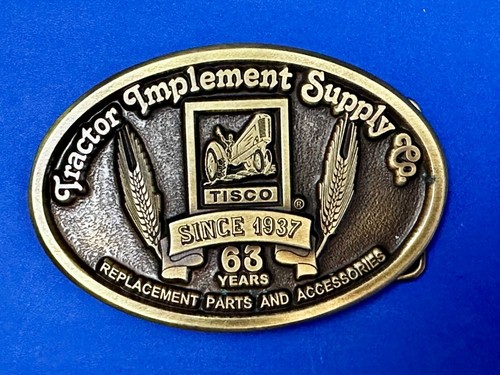 Tractor Implement Supply Co.
TISCO
®
SINCE 1937
63
YEARS
REPLACEMENT PARTS AND ACCESSORIES